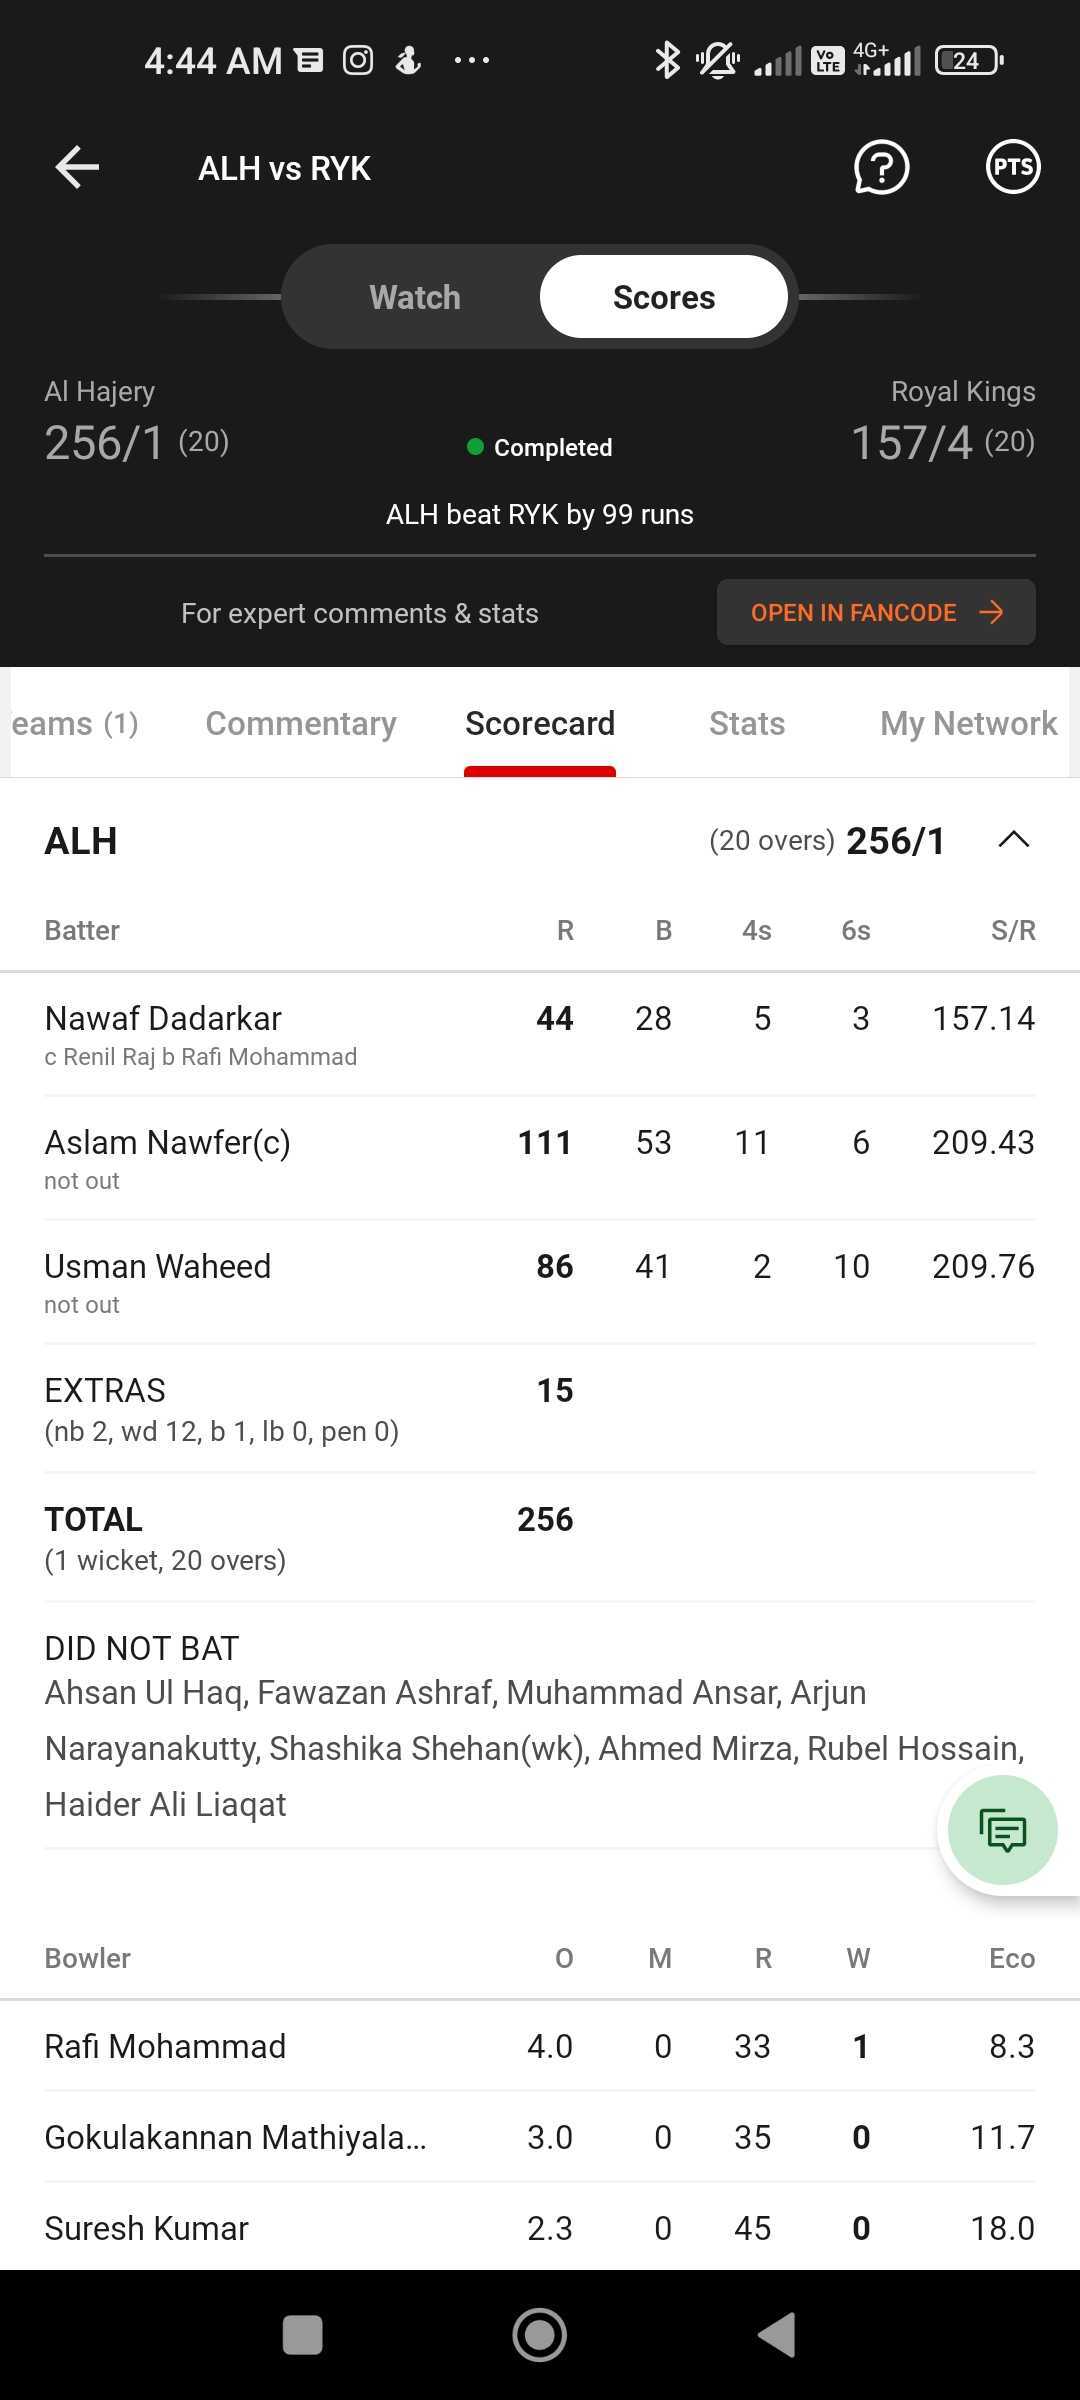 4:44 AM
Vo LTE 4G+ 24
ALH vs RYK
PTS
Watch Scores
Al Hajery Royal Kings
256/1 (20) Completed 157/4 (20)
ALH beat RYK by 99 runs
For expert comments & stats OPEN IN FANCODE
eams (1) Commentary Scorecard Stats My Network
ALH (20 overs) 256/1
Batter R B 4s 6s S/R
Nawaf Dadarkar 44 28 5 3 157.14
c Renil Raj b Rafi Mohammad
Aslam Nawfer(c) 111 53 11 6 209.43
not out
Usman Waheed 86 41 2 10 209.76
not out
EXTRAS 15
(nb 2, wd 12, b 1, lb 0, pen 0)
TOTAL 256
(1 wicket, 20 overs)
DID NOT BAT
Ahsan Ul Haq, Fawazan Ashraf, Muhammad Ansar, Arjun
Narayanakutty, Shashika Shehan(wk), Ahmed Mirza, Rubel Hossain,
Haider Ali Liaqat
Bowler O M R W Eco
Rafi Mohammad 4.0 0 33 1 8.3
Gokulakannan Mathiyala... 3.0 0 35 0 11.7
Suresh Kumar 2.3 0 45 0 18.0